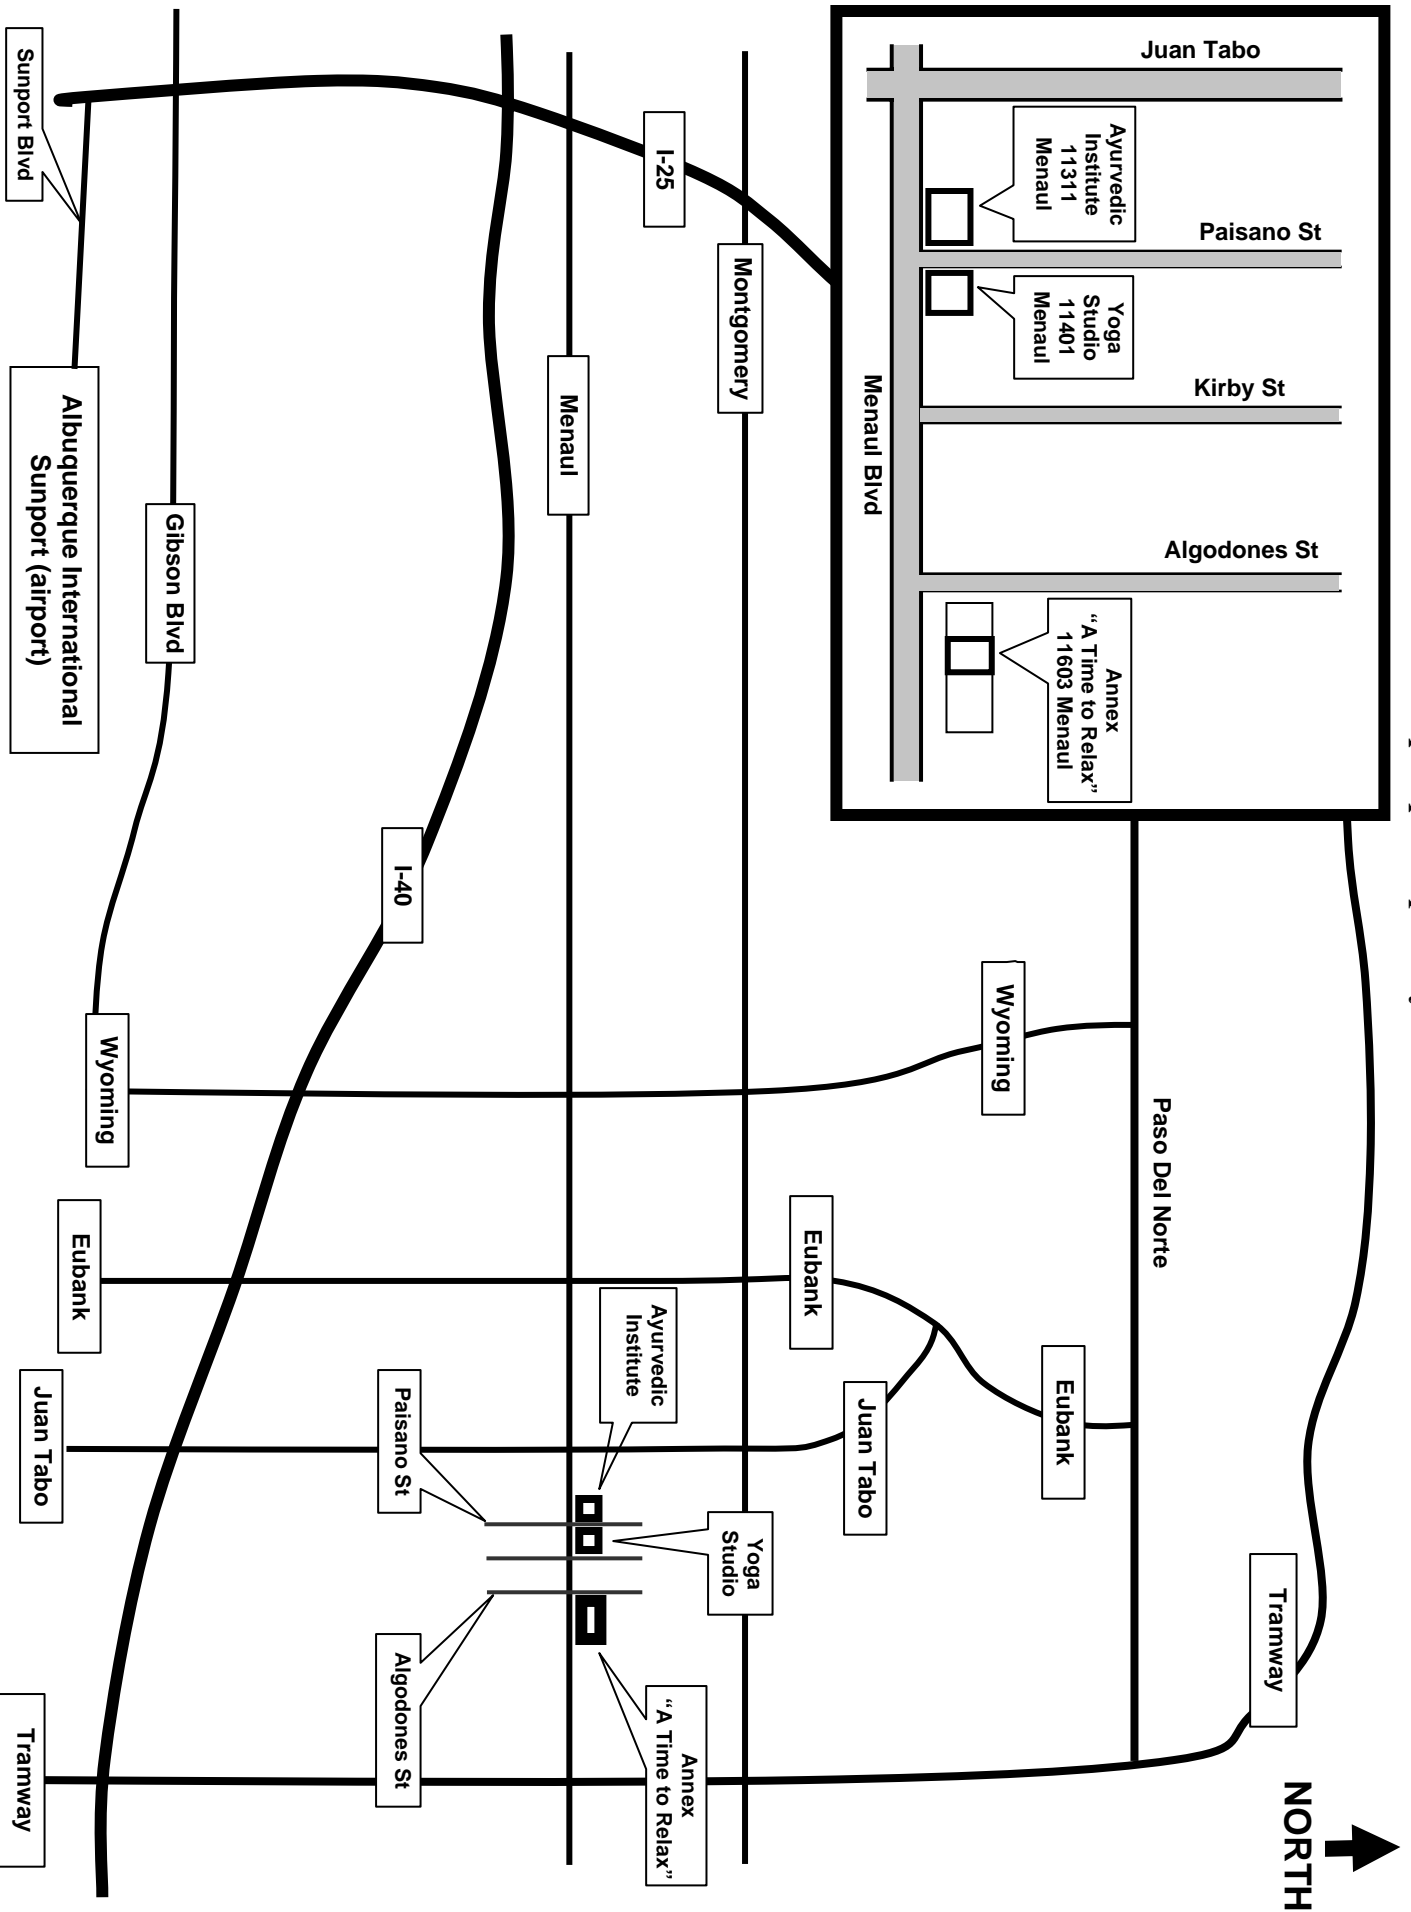 Juan Tabo
Ayurvedic
Institute
11311
Menaul
Paisano St
Yoga
Studio
11401
Menaul
Kirby St
Menaul Blvd
Algodones St
Annex
“A Time to Relax”
11603 Menaul
Sunport Blvd
I-25
Montgomery
Menaul
Albuquerque International
Sunport (airport)
Gibson Blvd
I-40
Wyoming
Wyoming
Paso Del Norte
Eubank
Eubank
Eubank
Ayurvedic
Institute
Juan Tabo
Juan Tabo
Paisano St
Yoga
Studio
Algodones St
Annex
“A Time to Relax”
Tramway
Tramway
NORTH